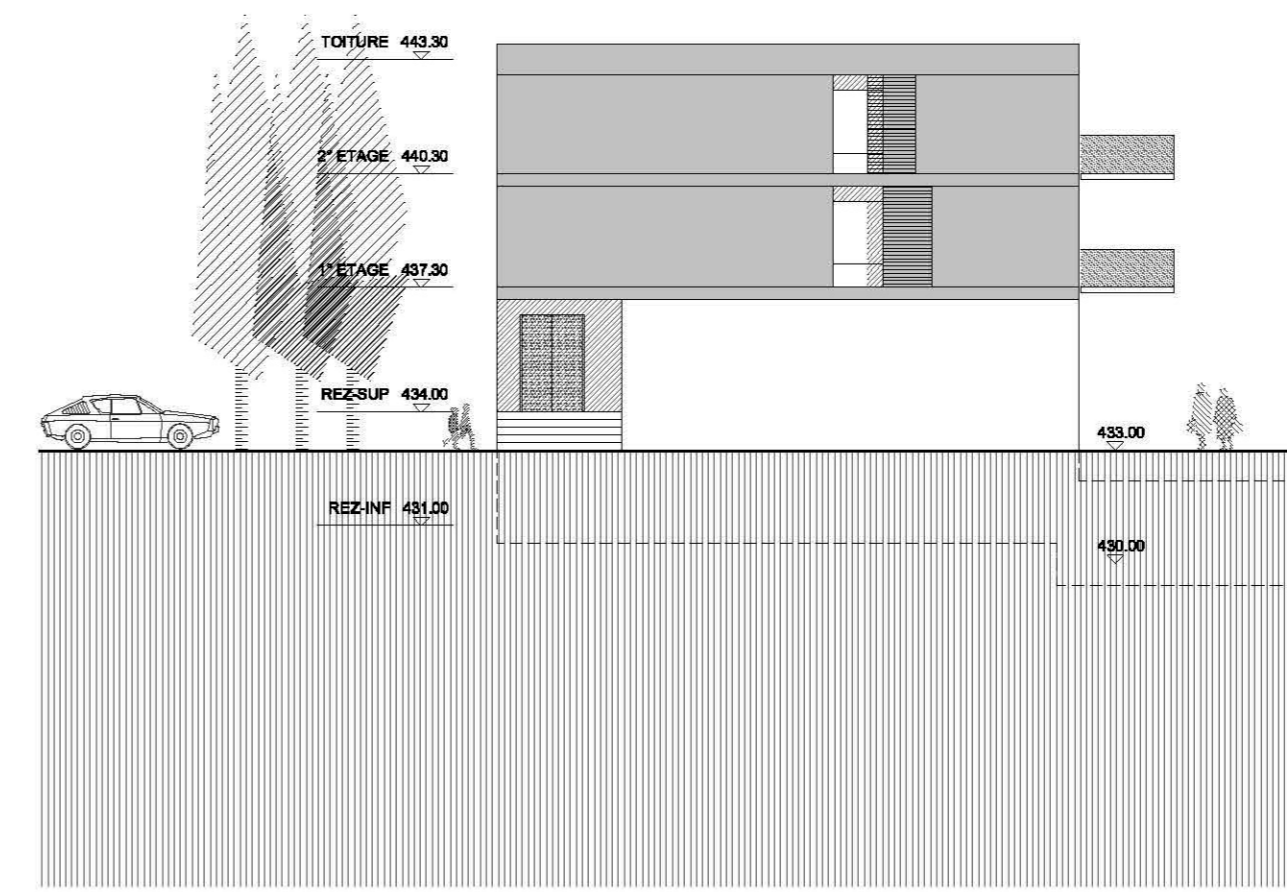 TOITURE 443.30
2° ETAGE 440.30
1° ETAGE 437.30
REZ-SUP 434.00
433.00
REZ-INF 431.00
430.00